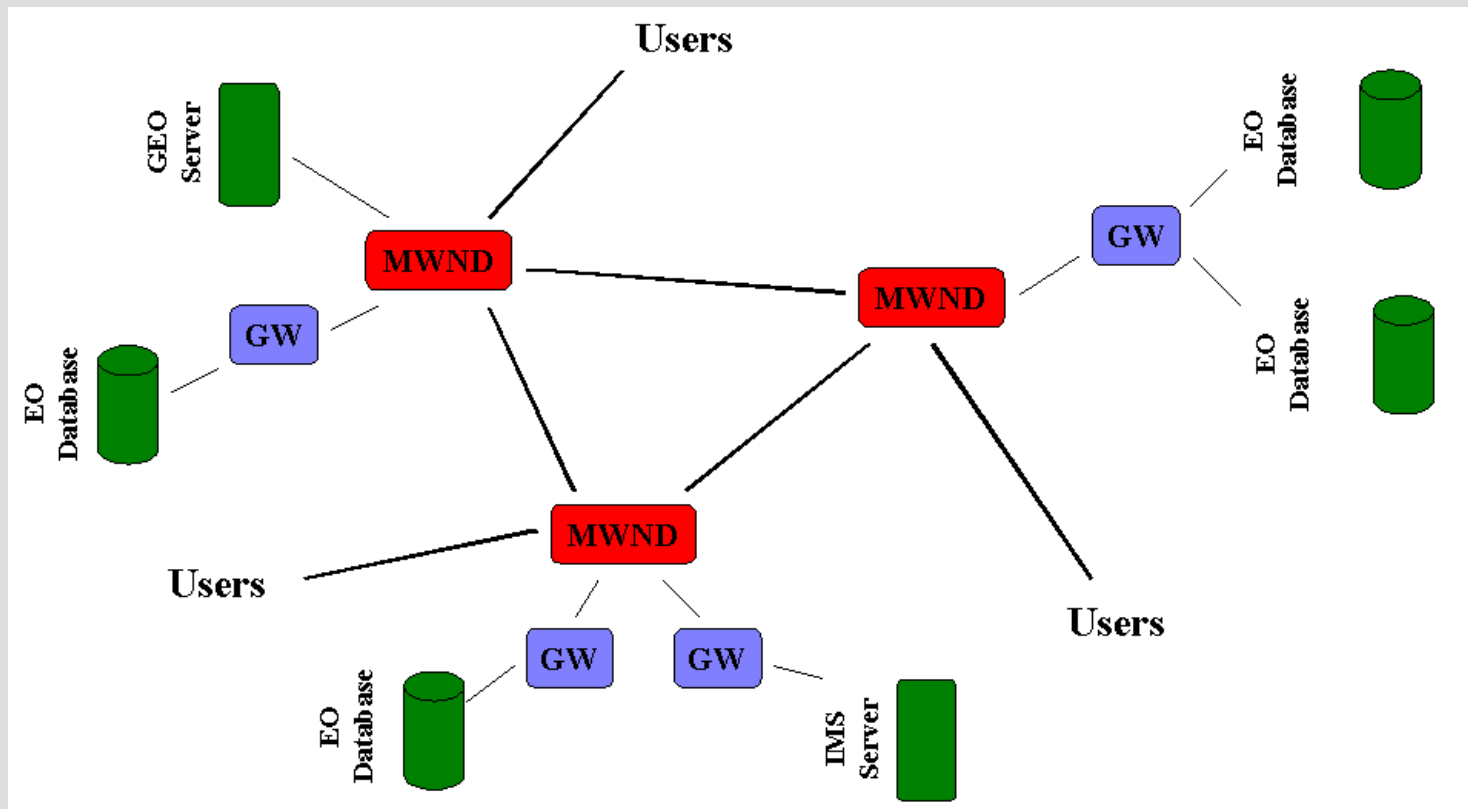 Users
GEO
Server
EO
Database
MWND
GW
MWND
GW
EO
Database
EO
Database
MWND
Users
Users
GW
GW
EO
Database
IMS
Server